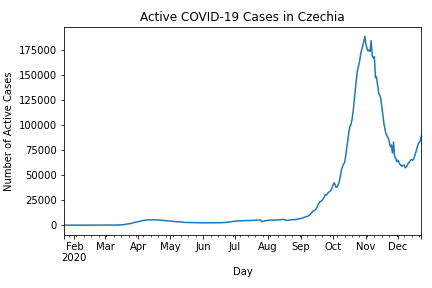 Active COVID-19 Cases in Czechia
Number of Active Cases
175000
150000
125000
100000
75000
50000
25000
0
Feb Mar Apr May Jun Jul Aug Sep Oct Nov Dec
2020
Day